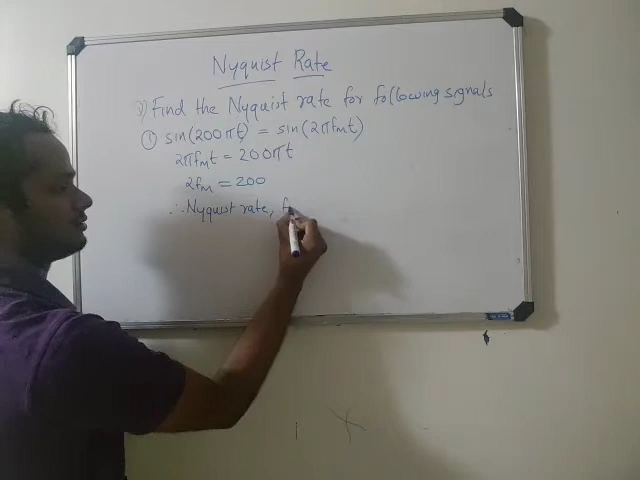 Nyquist Rate
Find the Nyquist rate for following signals
① sin(200πt) = sin(2πfₘt)
2πfₘt = 200πt
2fₘ = 200
∴ Nyquist rate, f